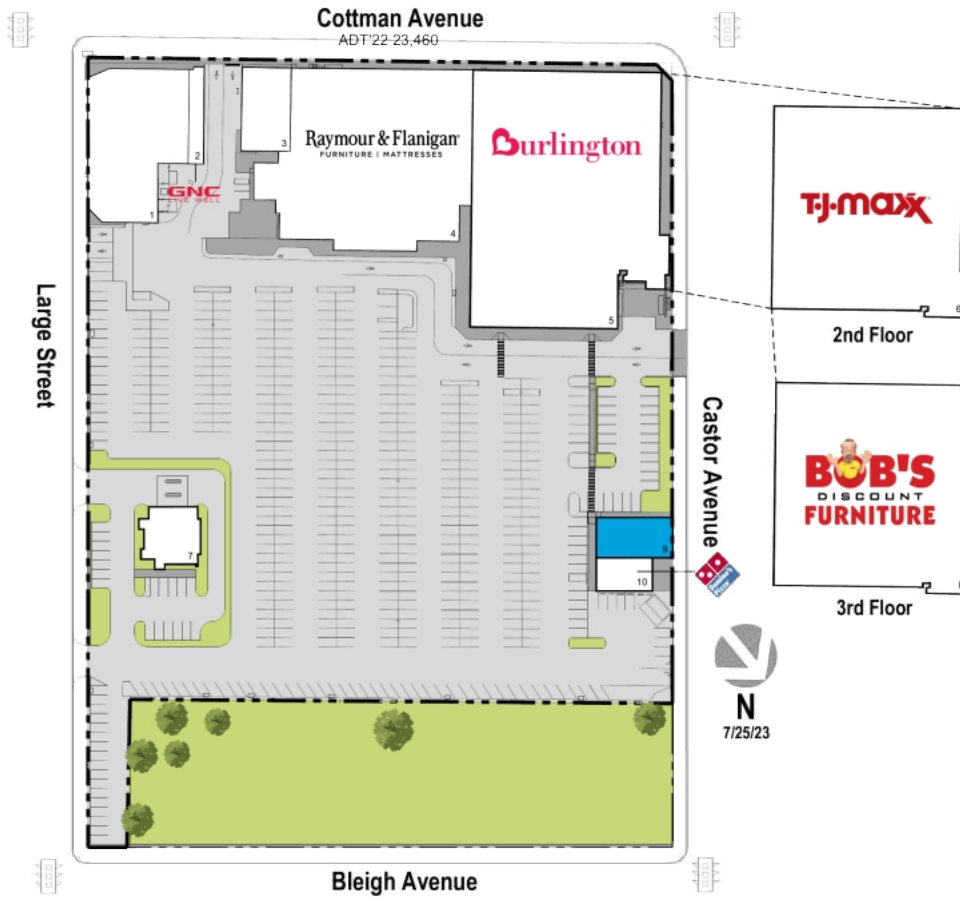 Cottman Avenue
ADT'22 23,460
2
3
Raymour & Flanigan
FURNITURE | MATTRESSES
Burlington
GNC
LIVE WELL
1
4
5
T·J·maxx
6
2nd Floor
Large Street
Castor Avenue
BOB'S
DISCOUNT
FURNITURE
3rd Floor
7
9
10
Domino's
Pizza
N
7/25/23
Bleigh Avenue